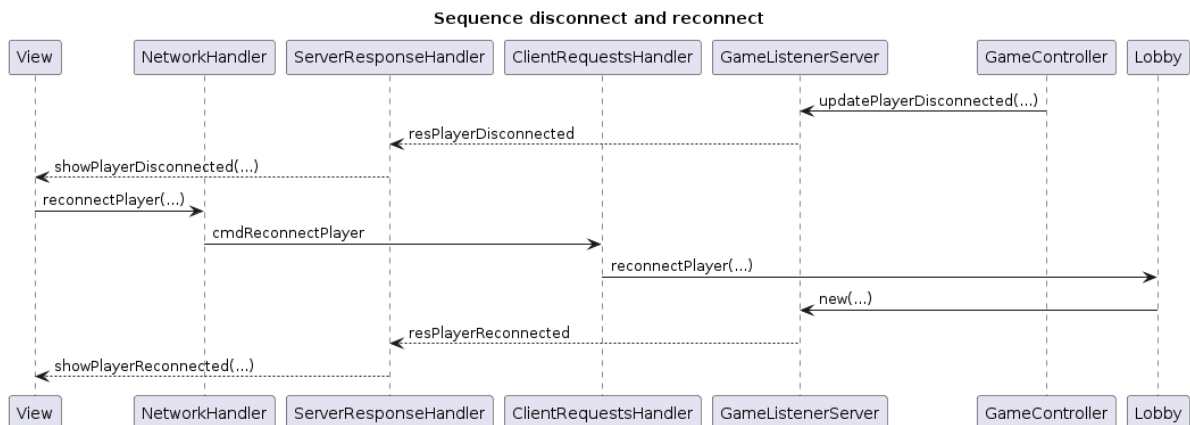 Sequence disconnect and reconnect
View NetworkHandler ServerResponseHandler ClientRequestsHandler GameListenerServer GameController Lobby
updatePlayerDisconnected(...)
resPlayerDisconnected
showPlayerDisconnected(...)
reconnectPlayer(...)
cmdReconnectPlayer
reconnectPlayer(...)
new(...)
resPlayerReconnected
showPlayerReconnected(...)
View NetworkHandler ServerResponseHandler ClientRequestsHandler GameListenerServer GameController Lobby